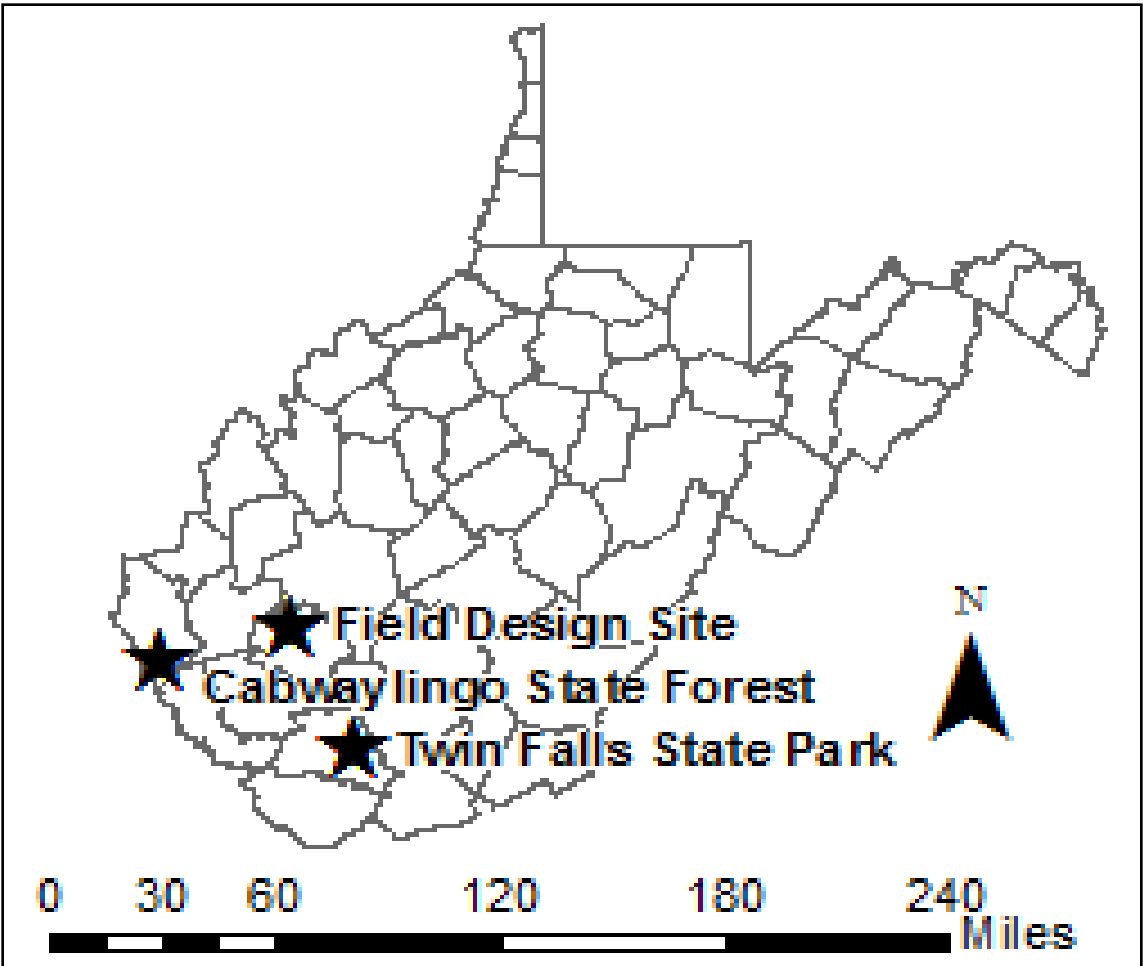 N
Field Design Site
Cabwaylingo State Forest
Twin Falls State Park
0 30 60 120 180 240
Miles